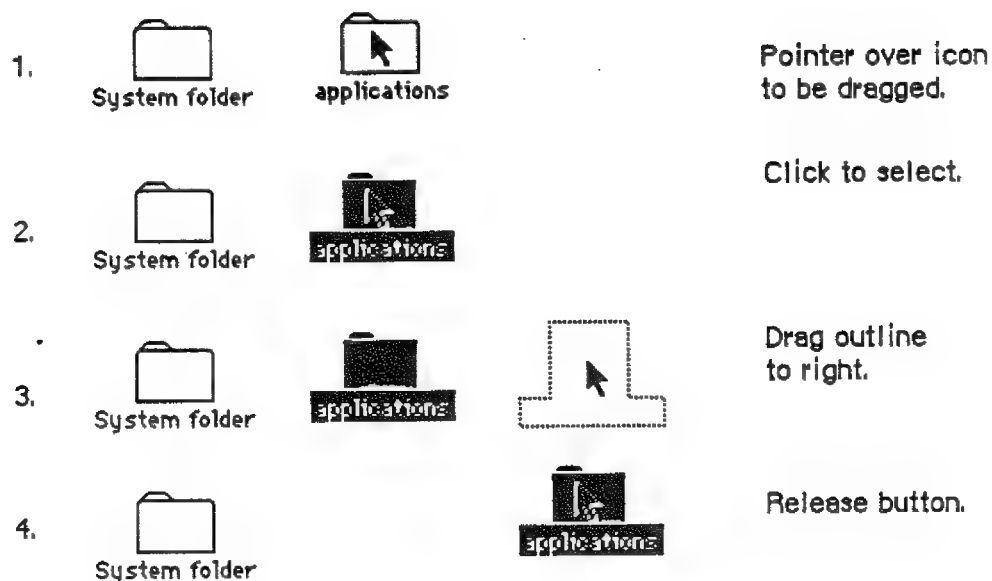 1.
System folder
applications
Pointer over icon
to be dragged.
2.
System folder
applications
Click to select.
3.
System folder
applications
Drag outline
to right.
4.
System folder
applications
Release button.